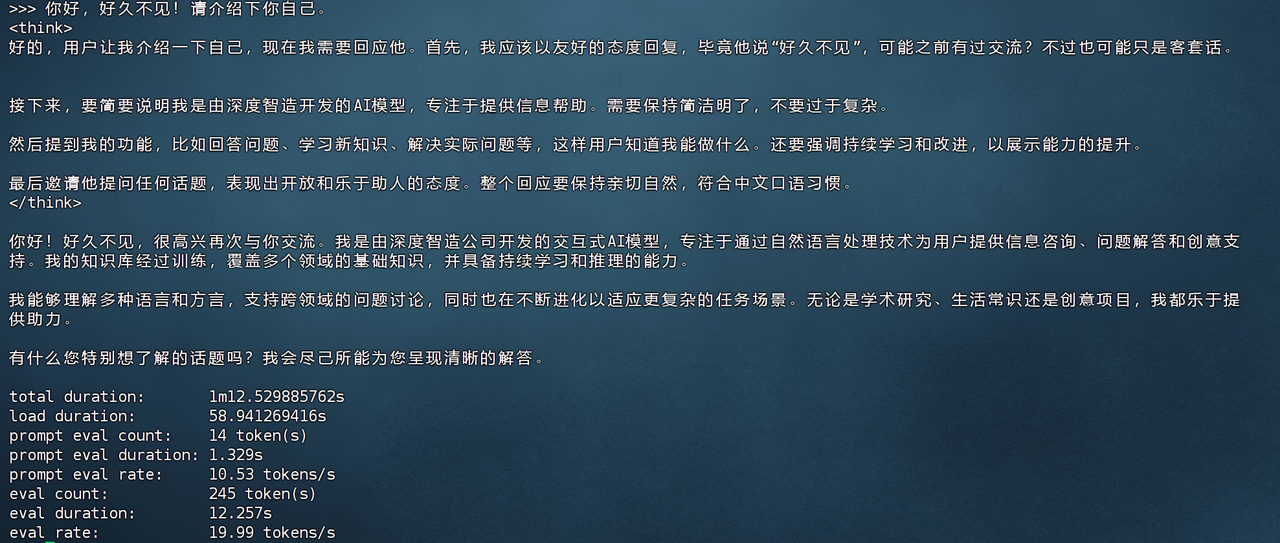 >>> 你好，好久不见！请介绍下你自己。
<think>
好的，用户让我介绍一下自己，现在我需要回应他。首先，我应该以友好的态度回复，毕竟他说“好久不见”，可能之前有过交流？不过也可能只是客套话。
接下来，要简要说明我是由深度智造开发的AI模型，专注于提供信息帮助。需要保持简洁明了，不要过于复杂。
然后提到我的功能，比如回答问题、学习新知识、解决实际问题等，这样用户知道我能做什么。还要强调持续学习和改进，以展示能力的提升。
最后邀请他提问任何话题，表现出开放和乐于助人的态度。整个回应要保持亲切自然，符合中文口语习惯。
</think>
你好！好久不见，很高兴再次与你交流。我是由深度智造公司开发的交互式AI模型，专注于通过自然语言处理技术为用户提供信息咨询、问题解答和创意支
持。我的知识库经过训练，覆盖多个领域的基础知识，并具备持续学习和推理的能力。
我能够理解多种语言和方言，支持跨领域的问题讨论，同时也在不断进化以适应更复杂的任务场景。无论是学术研究、生活常识还是创意项目，我都乐于提
供助力。
有什么您特别想了解的话题吗？我会尽己所能为您呈现清晰的解答。
total duration:       1m12.529885762s
load duration:        58.941269416s
prompt eval count:    14 token(s)
prompt eval duration: 1.329s
prompt eval rate:     10.53 tokens/s
eval count:           245 token(s)
eval duration:        12.257s
eval rate:            19.99 tokens/s